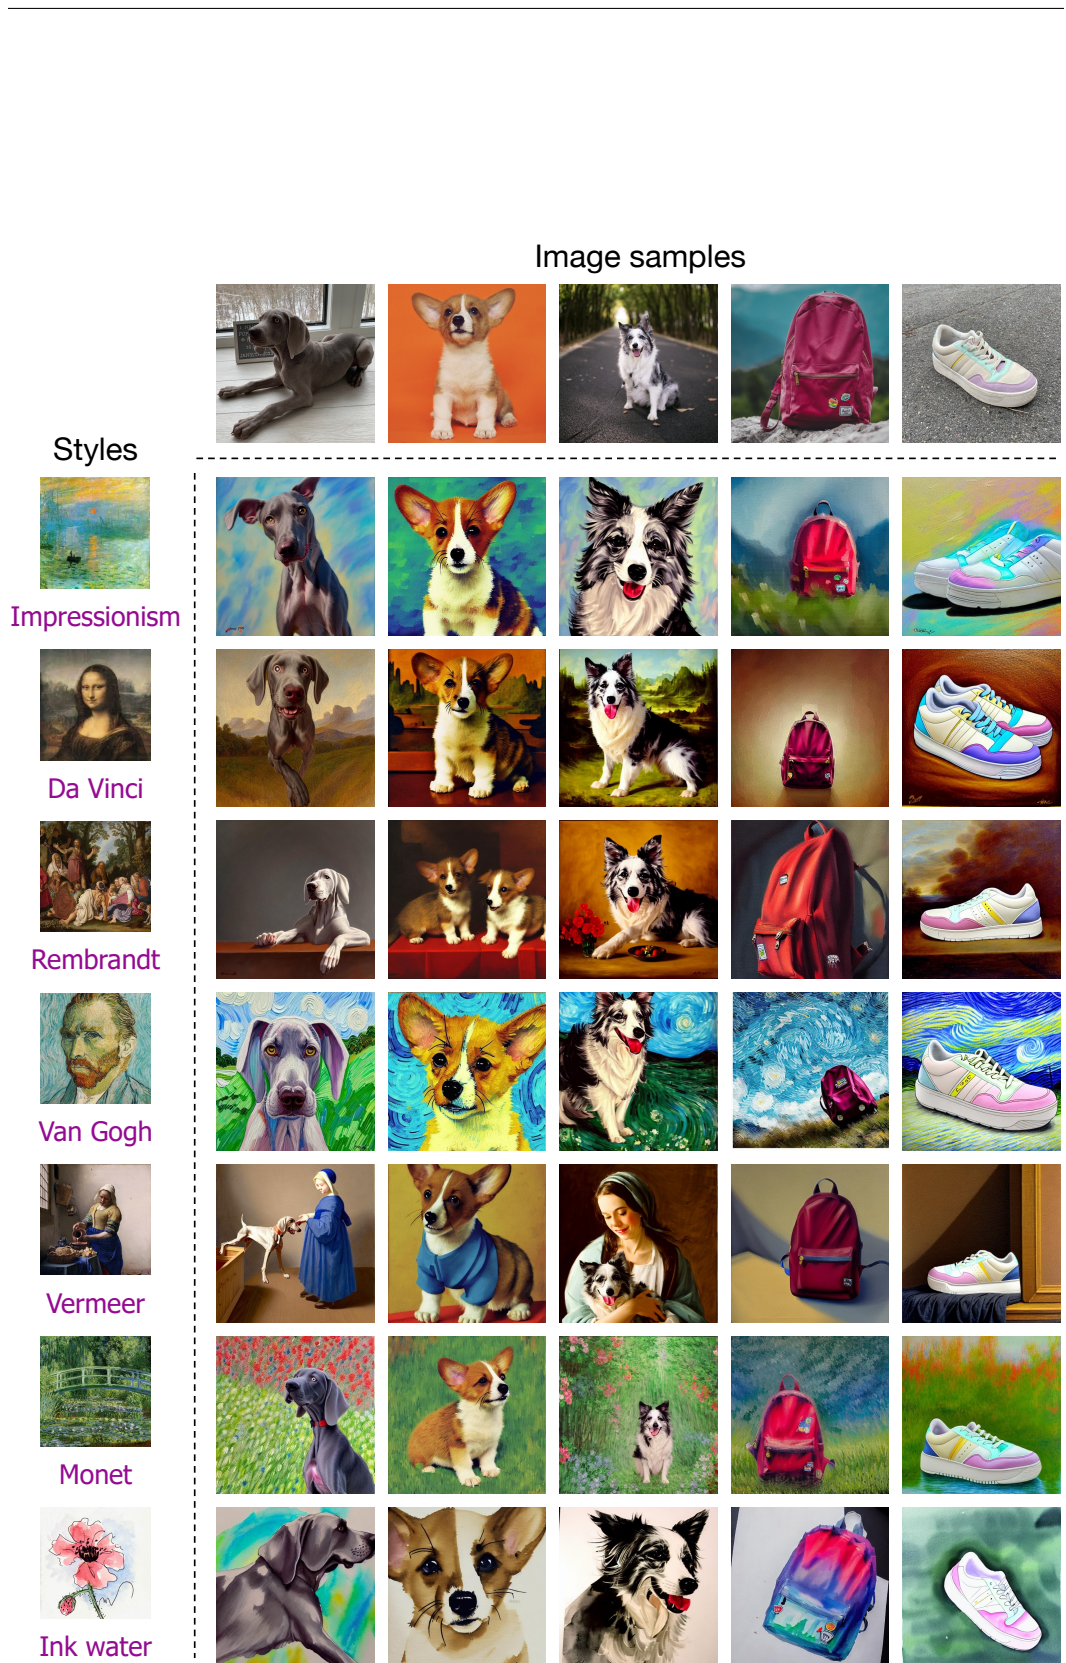 Image samples
Styles
Impressionism
Da Vinci
Rembrandt
Van Gogh
Vermeer
Monet
Ink water